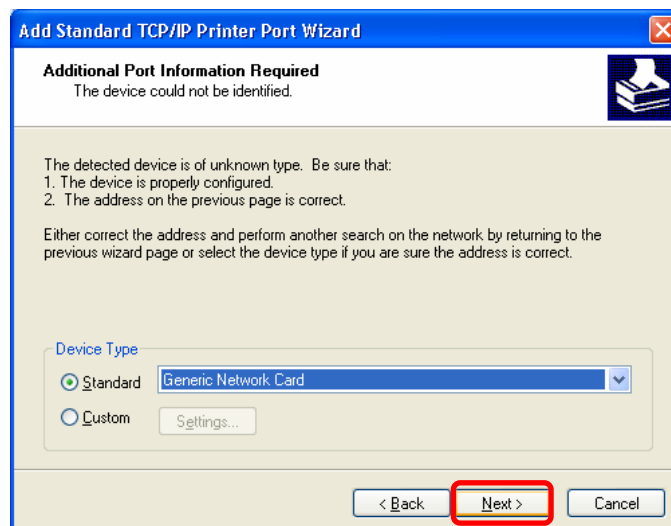 Add Standard TCP/IP Printer Port Wizard
Additional Port Information Required
The device could not be identified.
The detected device is of unknown type.  Be sure that:
1. The device is properly configured.
2.  The address on the previous page is correct.
Either correct the address and perform another search on the network by returning to the
previous wizard page or select the device type if you are sure the address is correct.
Device Type
Standard
Generic Network Card
Custom
Settings...
< Back
Next >
Cancel